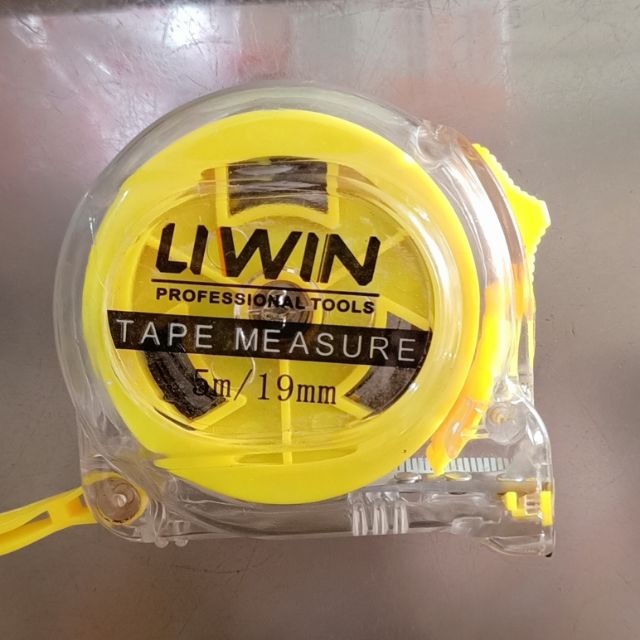 LIWIN
PROFESSIONAL TOOLS
TAPE MEASURE
5m/19mm